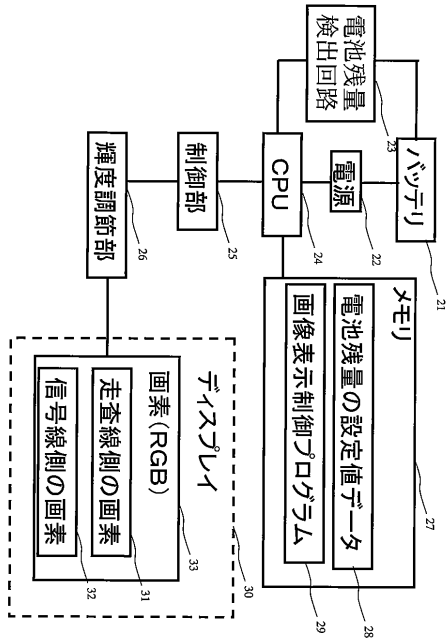 バッテリ
21
電源
22
電池残量
検出回路
23
CPU
24
制御部
25
輝度調節部
26
メモリ
27
電池残量の設定値データ
28
画像表示制御プログラム
29
ディスプレイ
30
画素(RGB)
33
走査線側の画素
31
信号線側の画素
32